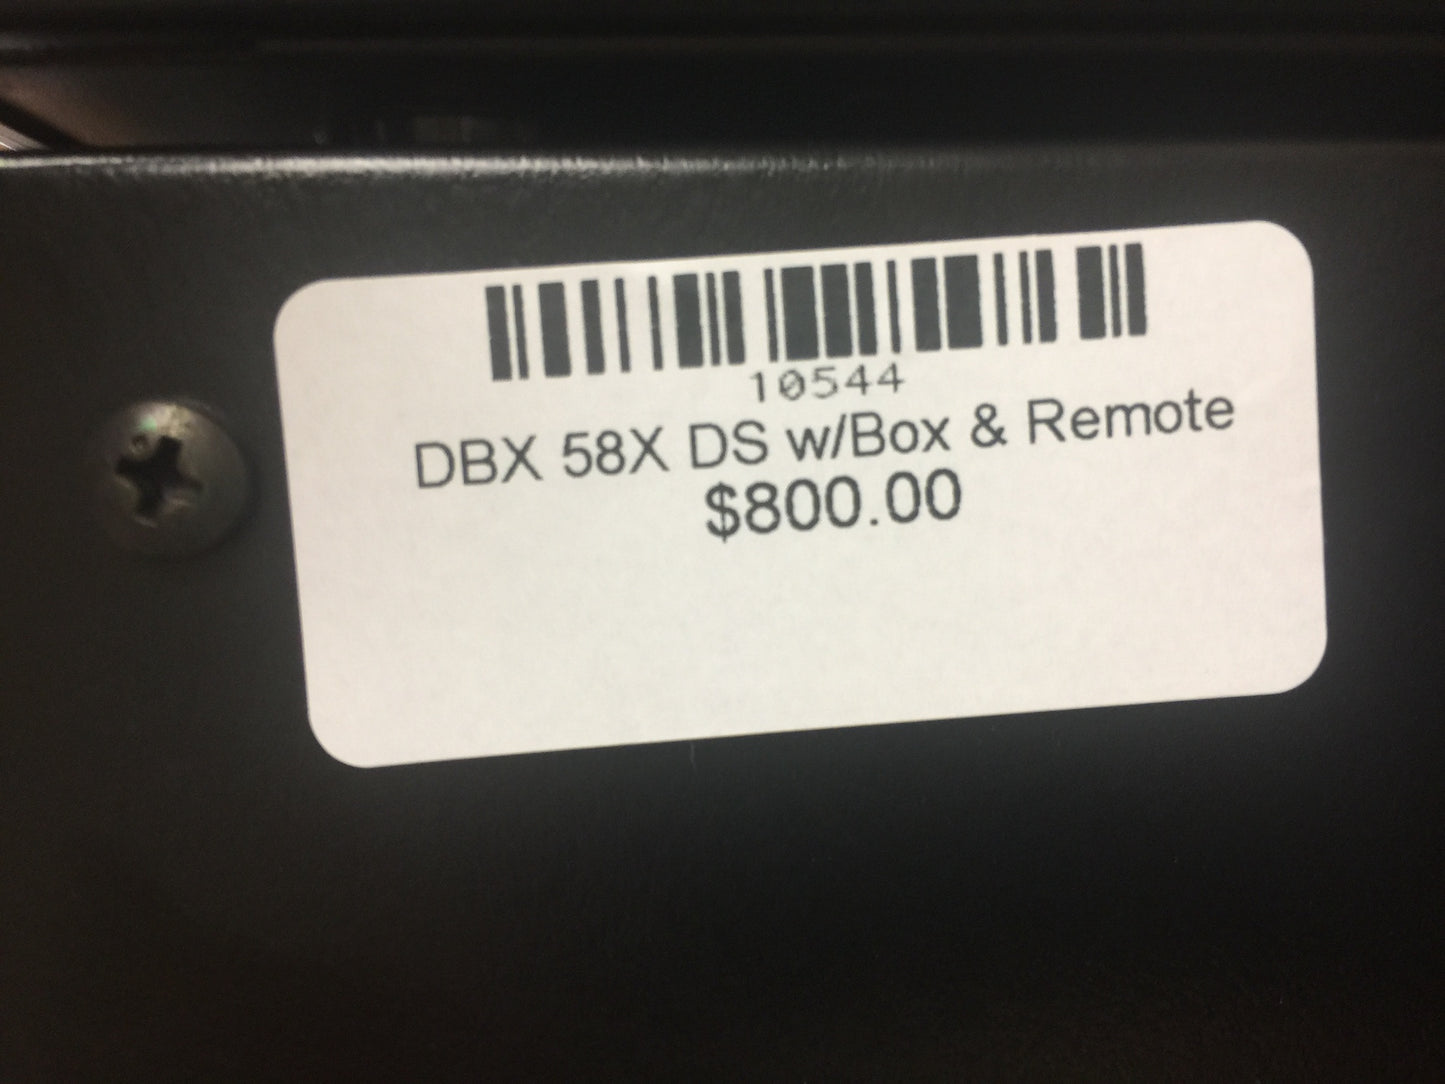 10544
DBX 58X DS w/Box & Remote
$800.00